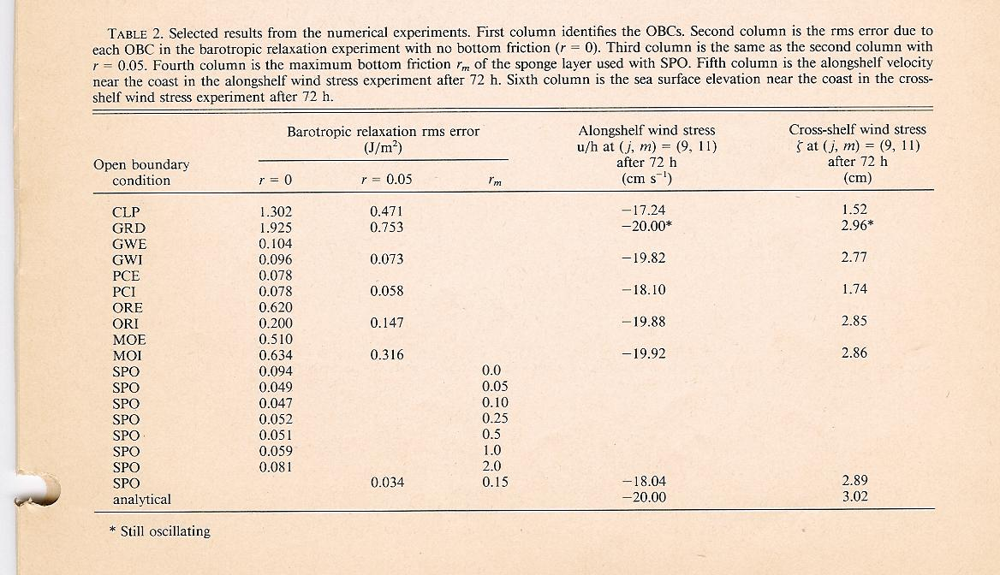 TABLE 2. Selected results from the numerical experiments. First column identifies the OBCs. Second column is the rms error due to
each OBC in the barotropic relaxation experiment with no bottom friction (r = 0). Third column is the same as the second column with
r = 0.05. Fourth column is the maximum bottom friction rₘ of the sponge layer used with SPO. Fifth column is the alongshelf velocity
near the coast in the alongshelf wind stress experiment after 72 h. Sixth column is the sea surface elevation near the coast in the cross-
shelf wind stress experiment after 72 h.
Barotropic relaxation rms error Alongshelf wind stress Cross-shelf wind stress
(J/m²) u/h at (j, m) = (9, 11) ζ at (j, m) = (9, 11)
Open boundary after 72 h after 72 h
condition r = 0 r = 0.05 rₘ (cm s⁻¹) (cm)
CLP 1.302 0.471 −17.24 1.52
GRD 1.925 0.753 −20.00* 2.96*
GWE 0.104
GWI 0.096 0.073 −19.82 2.77
PCE 0.078
PCI 0.078 0.058 −18.10 1.74
ORE 0.620
ORI 0.200 0.147 −19.88 2.85
MOE 0.510
MOI 0.634 0.316 −19.92 2.86
SPO 0.094 0.0
SPO 0.049 0.05
SPO 0.047 0.10
SPO 0.052 0.25
SPO 0.051 0.5
SPO 0.059 1.0
SPO 0.081 2.0
SPO 0.034 0.15 −18.04 2.89
analytical −20.00 3.02
* Still oscillating